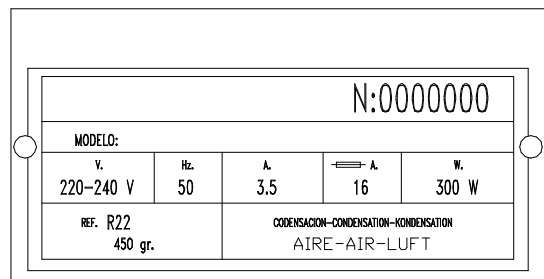 N:0000000
MODELO:
V. Hz. A. A. W.
220-240 V 50 3.5 16 300 W
REF. R22 CODENSACION-CONDENSATION-KONDENSATION
450 gr. AIRE-AIR-LUFT